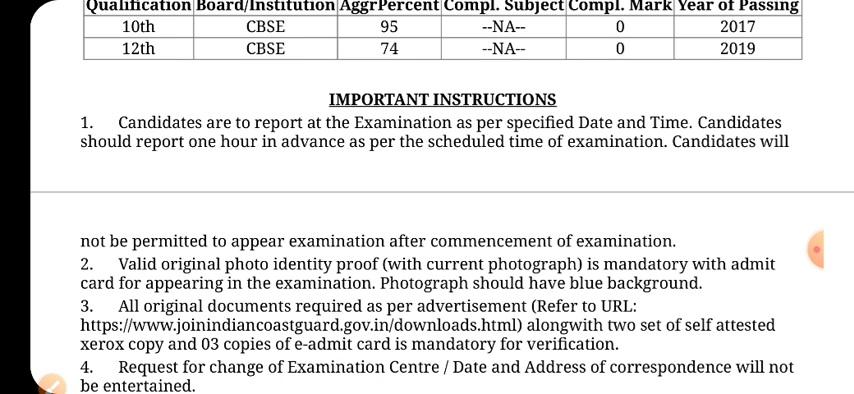 Qualification Board/Institution AggrPercent Compl. Subject Compl. Mark Year of Passing
10th CBSE 95 --NA-- 0 2017
12th CBSE 74 --NA-- 0 2019
IMPORTANT INSTRUCTIONS
1. Candidates are to report at the Examination as per specified Date and Time. Candidates
should report one hour in advance as per the scheduled time of examination. Candidates will
not be permitted to appear examination after commencement of examination.
2. Valid original photo identity proof (with current photograph) is mandatory with admit
card for appearing in the examination. Photograph should have blue background.
3. All original documents required as per advertisement (Refer to URL:
https://www.joinindiancoastguard.gov.in/downloads.html) alongwith two set of self attested
xerox copy and 03 copies of e-admit card is mandatory for verification.
4. Request for change of Examination Centre / Date and Address of correspondence will not
be entertained.